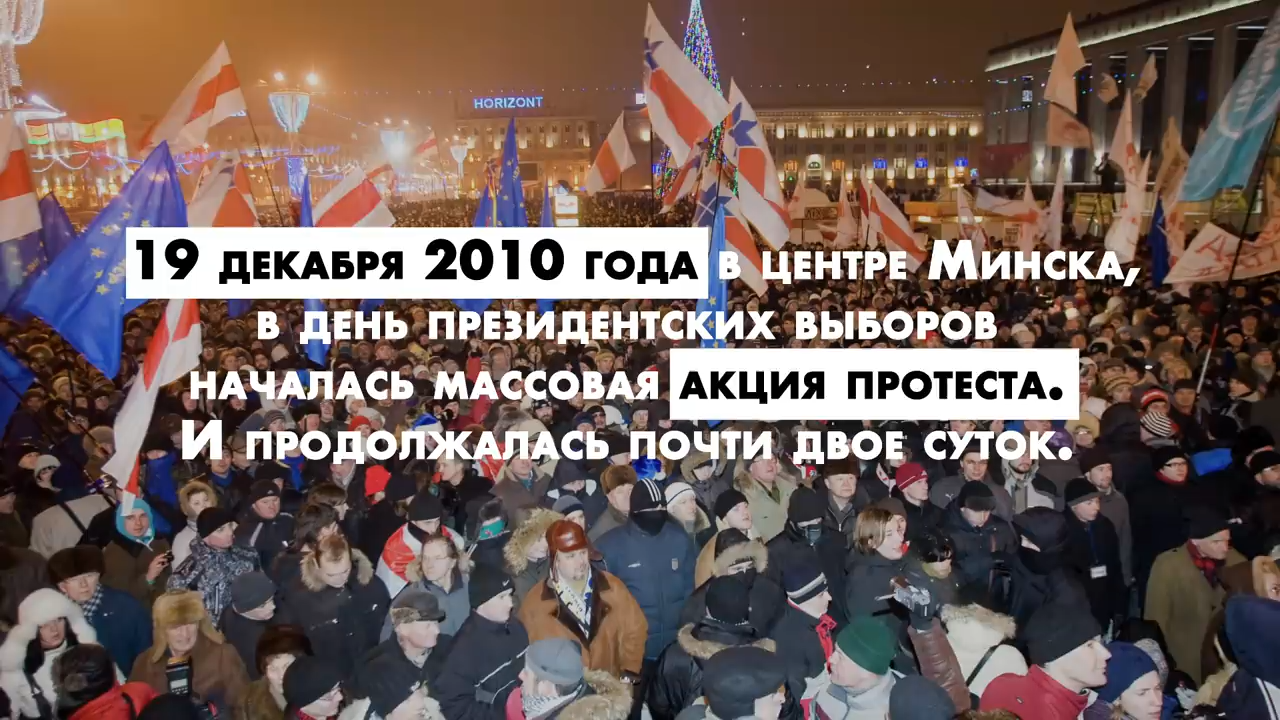 HORIZONT
19 декабря 2010 года в центре Минска,
в день президентских выборов
началась массовая акция протеста.
И продолжалась почти двое суток.